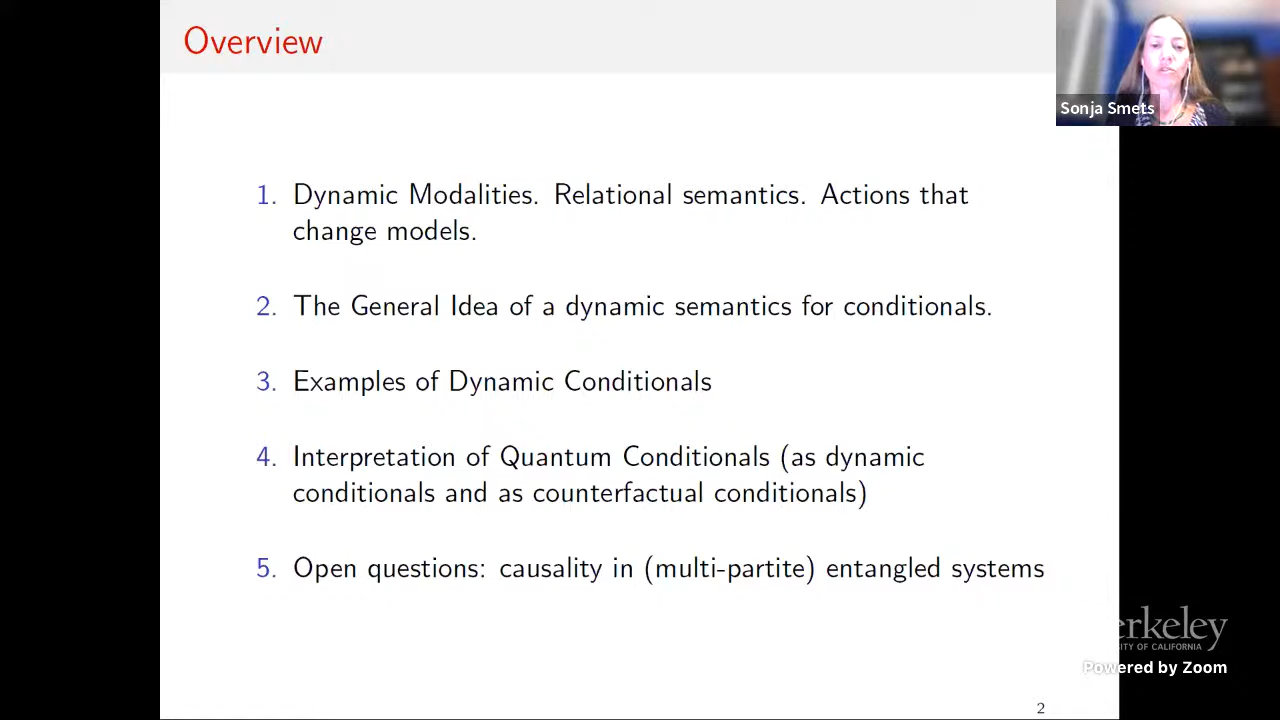 Overview
Sonja Smets
1. Dynamic Modalities. Relational semantics. Actions that
change models.
2. The General Idea of a dynamic semantics for conditionals.
3. Examples of Dynamic Conditionals
4. Interpretation of Quantum Conditionals (as dynamic
conditionals and as counterfactual conditionals)
5. Open questions: causality in (multi-partite) entangled systems
erkeley
OF CALIFORNIA
Powered by Zoom
2